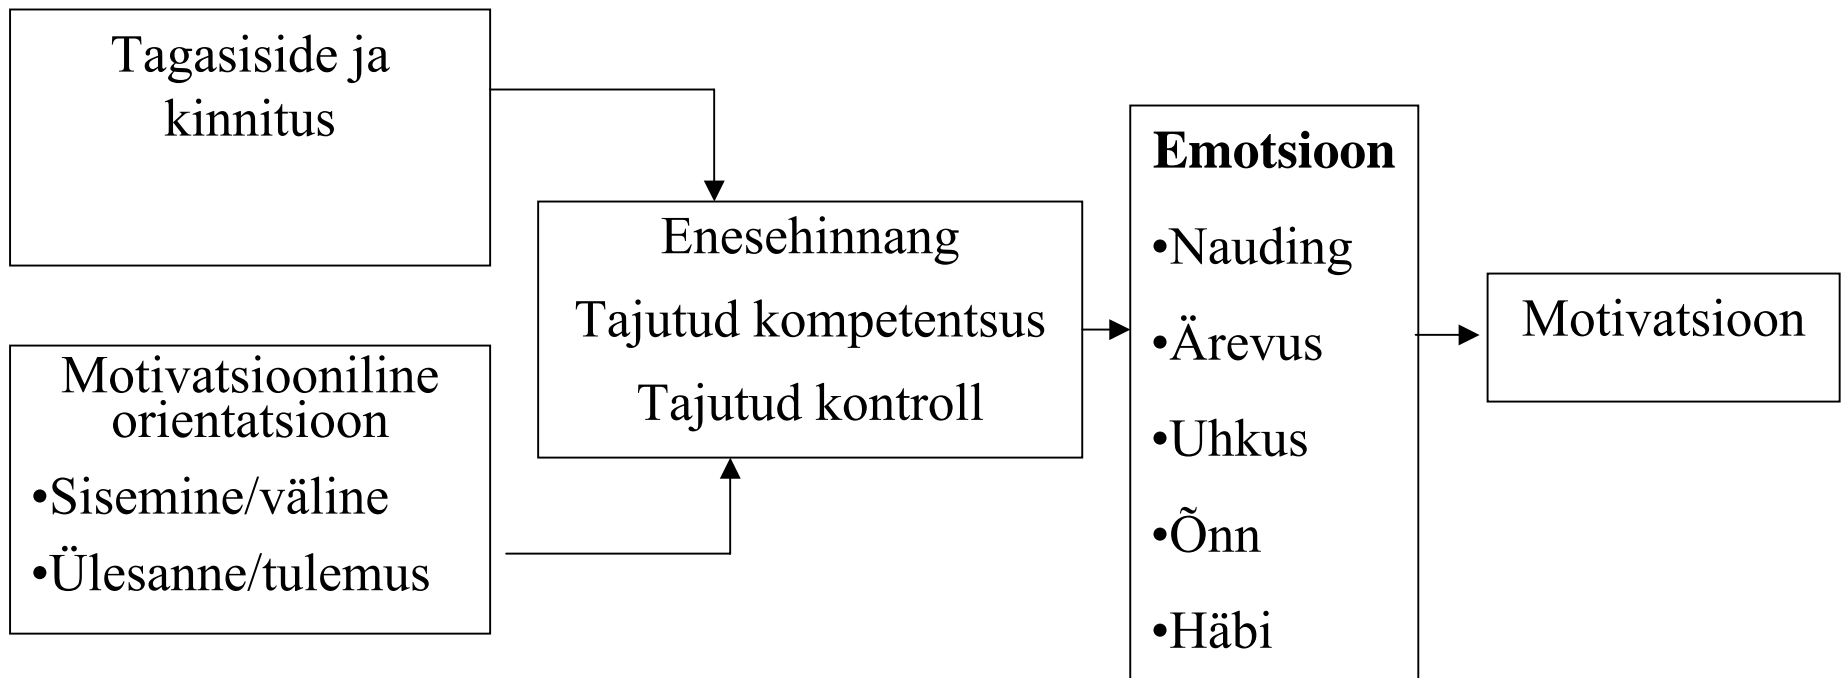 Tagasiside ja
kinnitus
Motivatsiooniline
orientatsioon
•Sisemine/väline
•Ülesanne/tulemus
Enesehinnang
Tajutud kompetentsus
Tajutud kontroll
Emotsioon
•Nauding
•Ärevus
•Uhkus
•Õnn
•Häbi
Motivatsioon